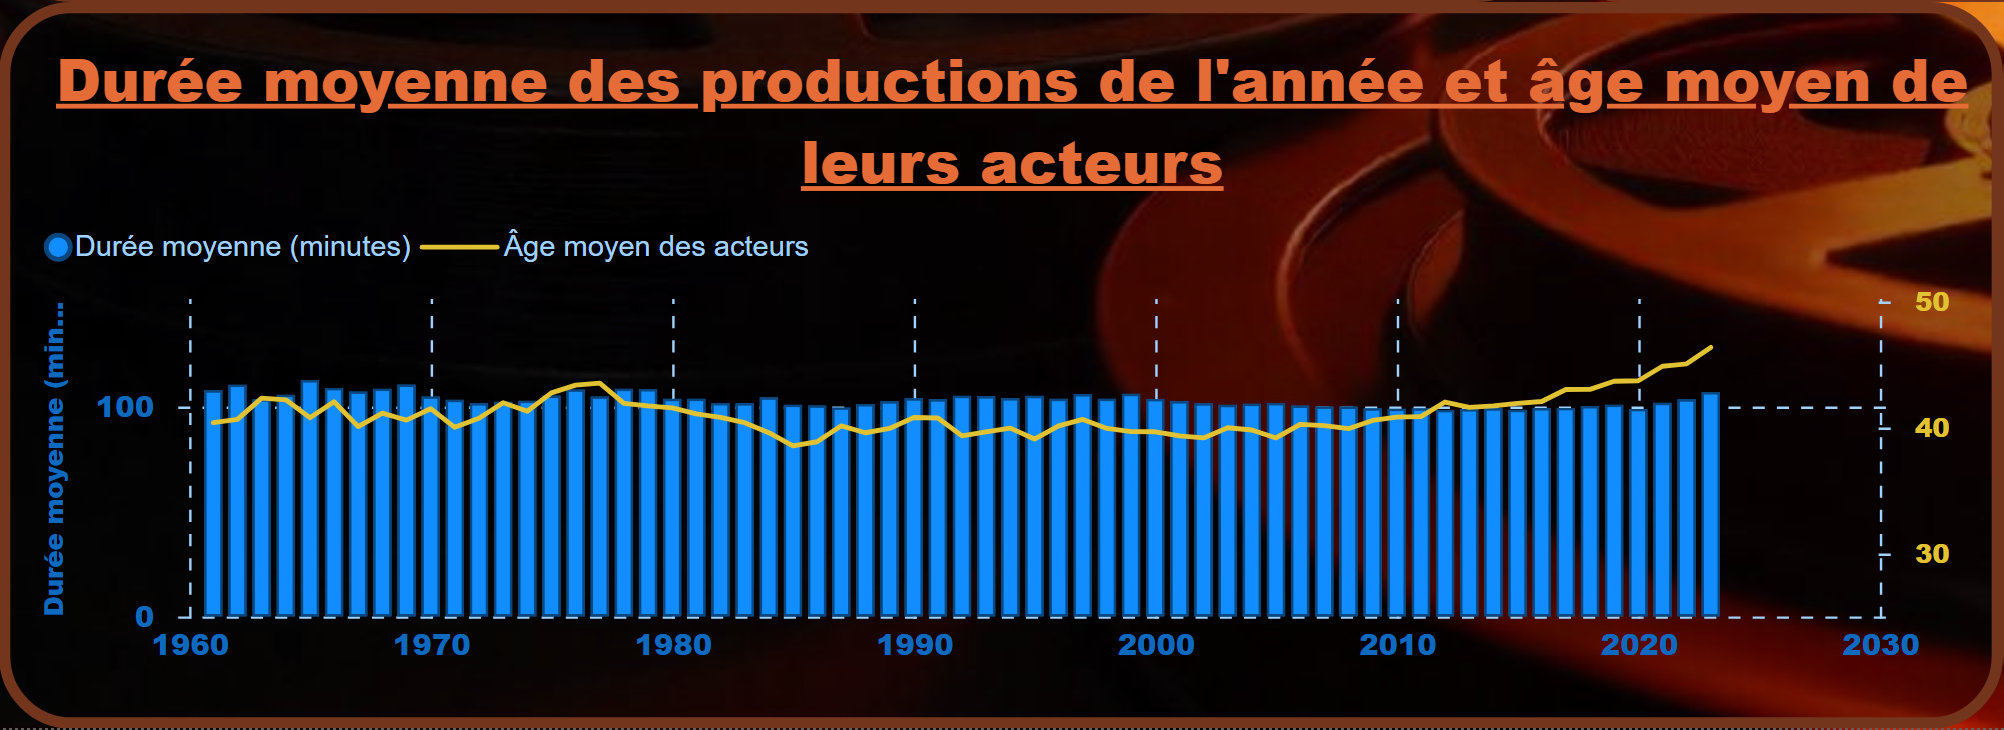 Durée moyenne des productions de l'année et âge moyen de
leurs acteurs
Durée moyenne (minutes) Âge moyen des acteurs
Durée moyenne (min...
50
100
40
30
0
1960 1970 1980 1990 2000 2010 2020 2030